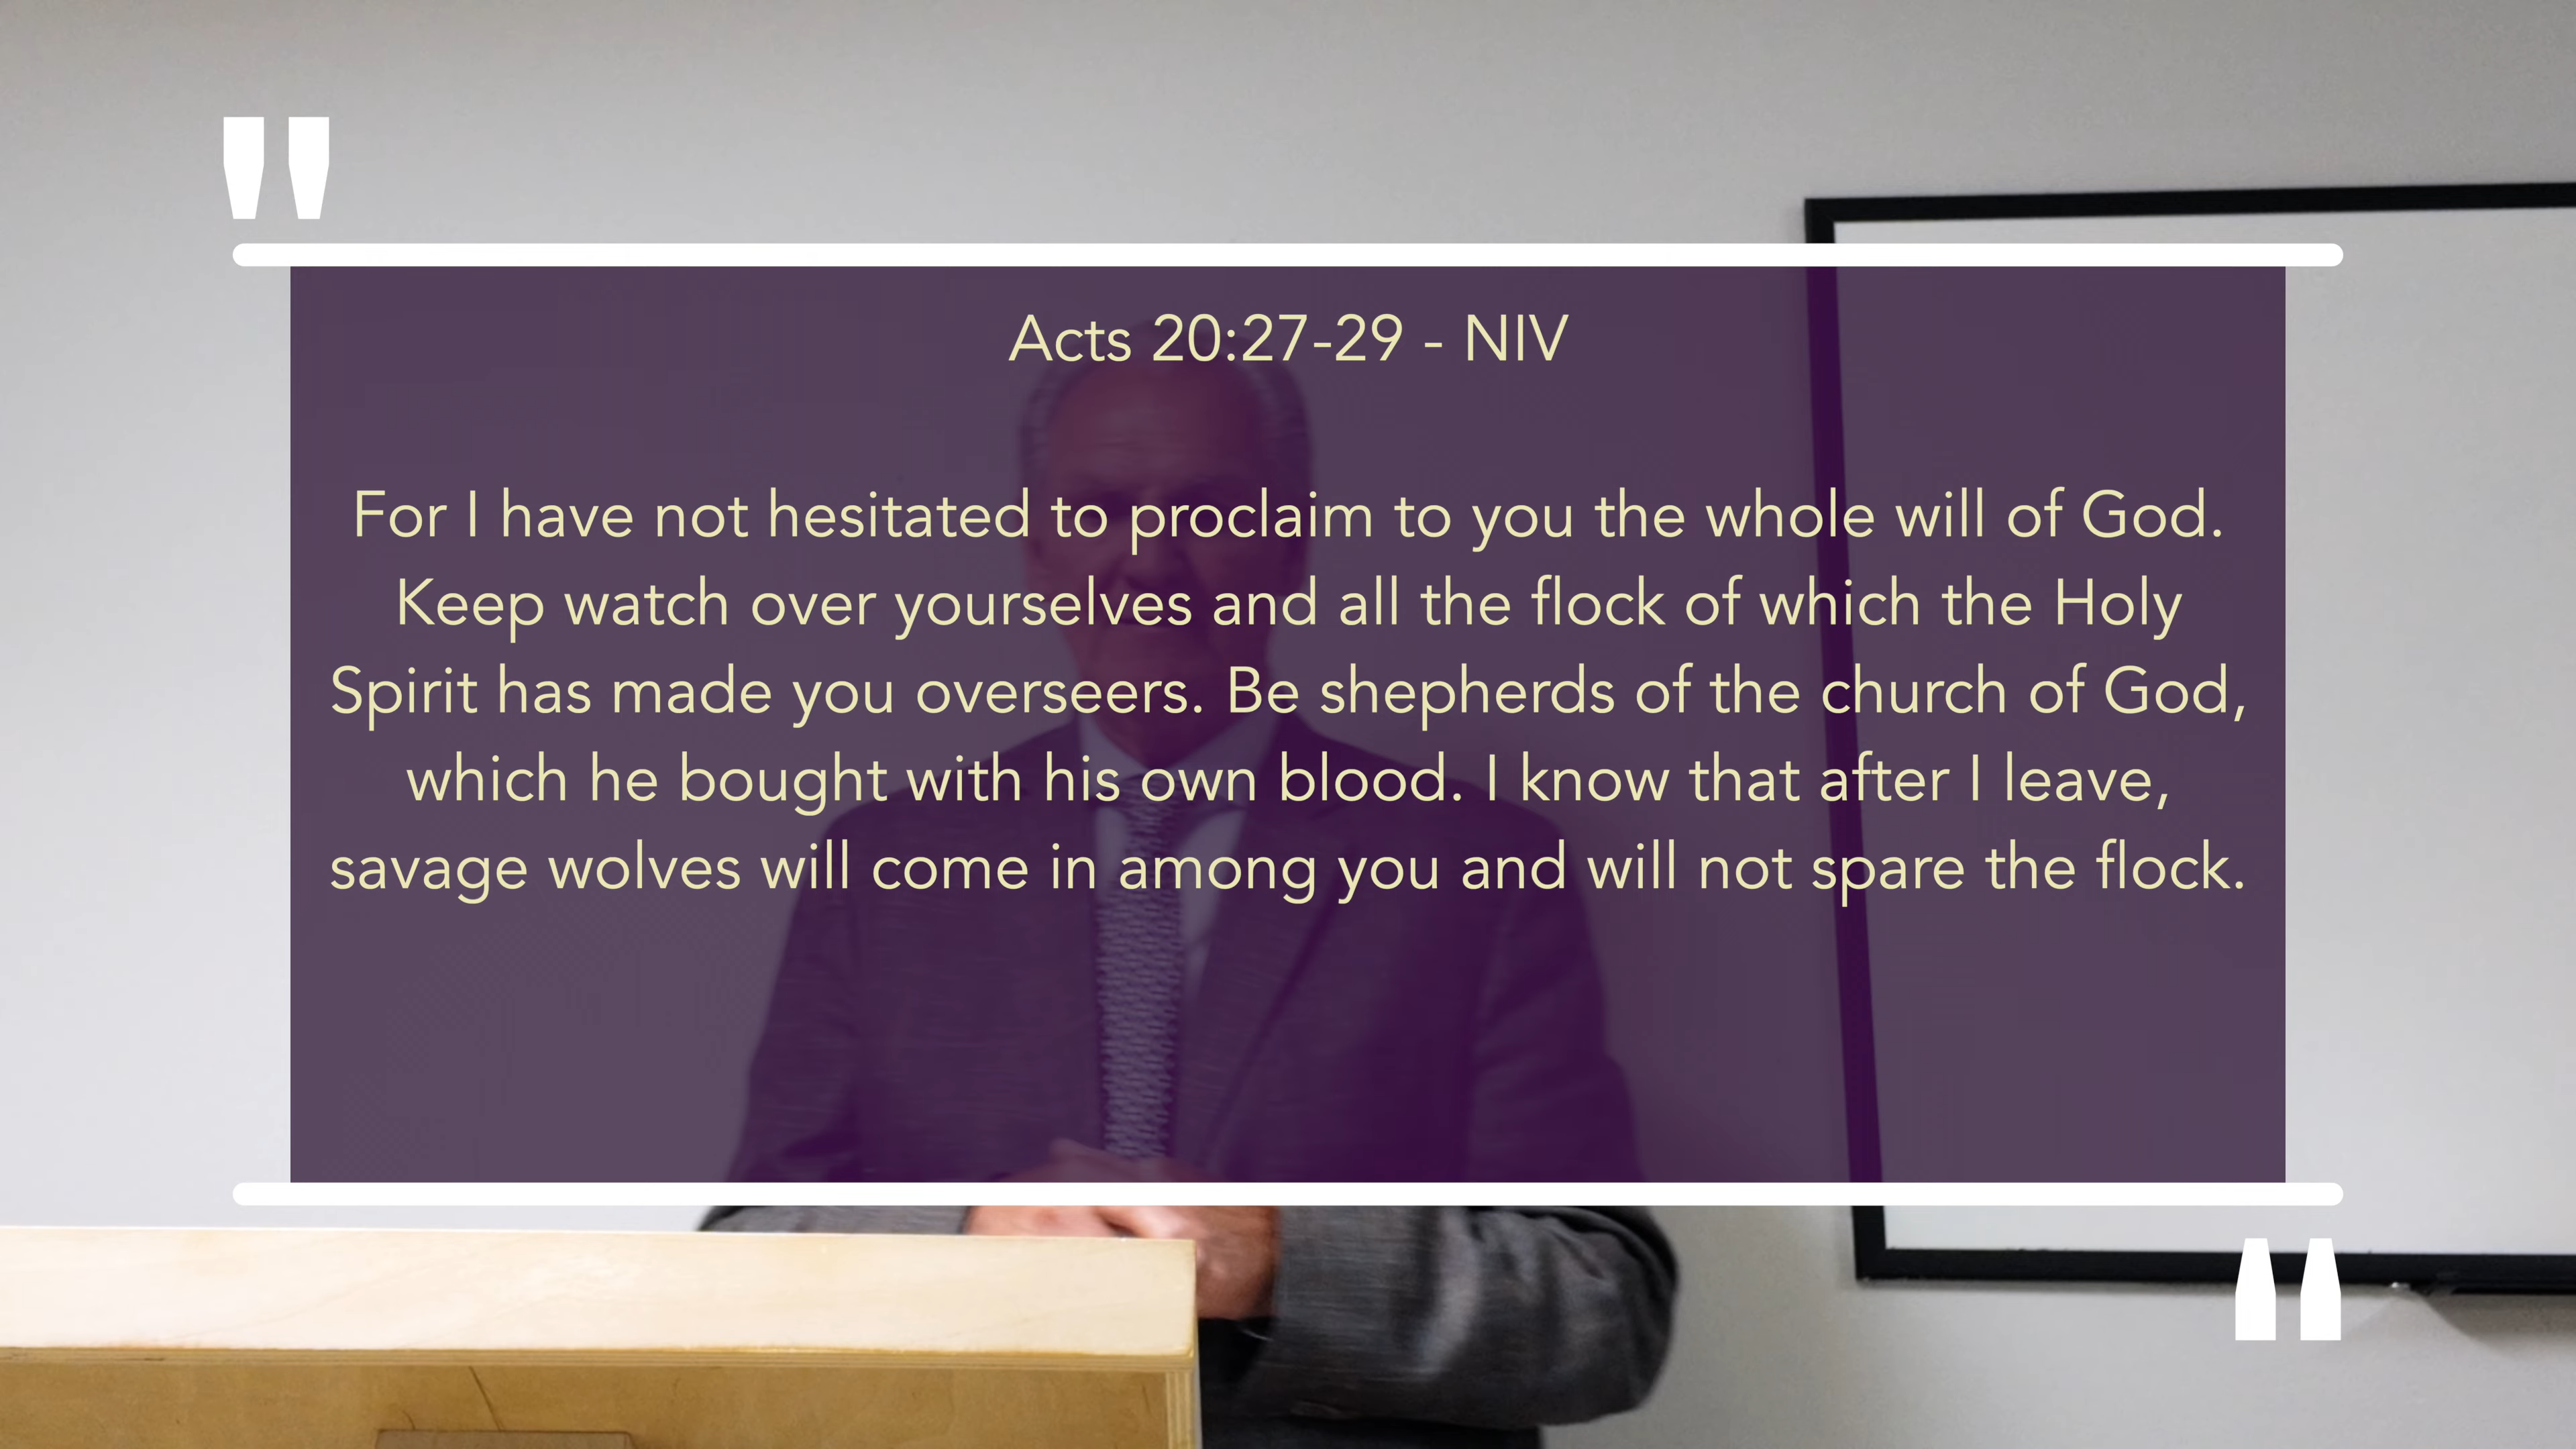 "
Acts 20:27-29 - NIV
For I have not hesitated to proclaim to you the whole will of God.
Keep watch over yourselves and all the flock of which the Holy
Spirit has made you overseers. Be shepherds of the church of God,
which he bought with his own blood. I know that after I leave,
savage wolves will come in among you and will not spare the flock.
"